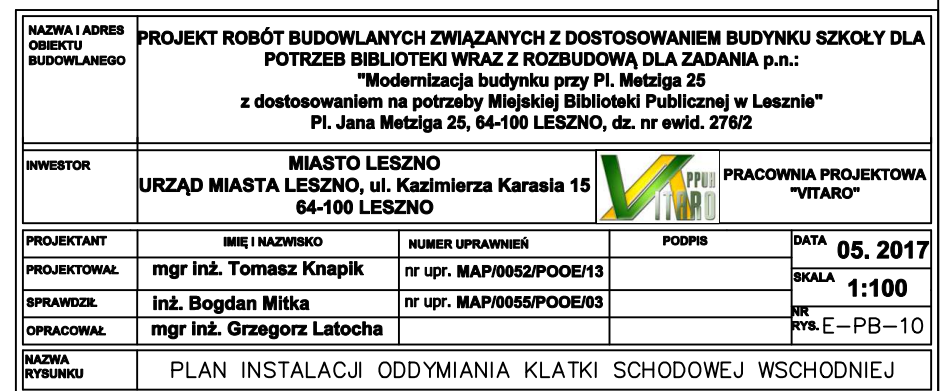 NAZWA I ADRES
OBIEKTU
BUDOWLANEGO
PROJEKT ROBÓT BUDOWLANYCH ZWIĄZANYCH Z DOSTOSOWANIEM BUDYNKU SZKOŁY DLA
POTRZEB BIBLIOTEKI WRAZ Z ROZBUDOWĄ DLA ZADANIA p.n.:
"Modernizacja budynku przy Pl. Metziga 25
z dostosowaniem na potrzeby Miejskiej Biblioteki Publicznej w Lesznie"
Pl. Jana Metziga 25, 64-100 LESZNO, dz. nr ewid. 276/2
INWESTOR
MIASTO LESZNO
URZĄD MIASTA LESZNO, ul. Kazimierza Karasia 15
64-100 LESZNO
PPUH
VITARO
PRACOWNIA PROJEKTOWA
"VITARO"
PROJEKTANT IMIĘ I NAZWISKO NUMER UPRAWNIEŃ PODPIS DATA 05. 2017
PROJEKTOWAŁ mgr inż. Tomasz Knapik nr upr. MAP/0052/POOE/13
SKALA 1:100
SPRAWDZIŁ inż. Bogdan Mitka nr upr. MAP/0055/POOE/03
OPRACOWAŁ mgr inż. Grzegorz Latocha
NR
RYS. E-PB-10
NAZWA
RYSUNKU
PLAN INSTALACJI ODDYMIANIA KLATKI SCHODOWEJ WSCHODNIEJ